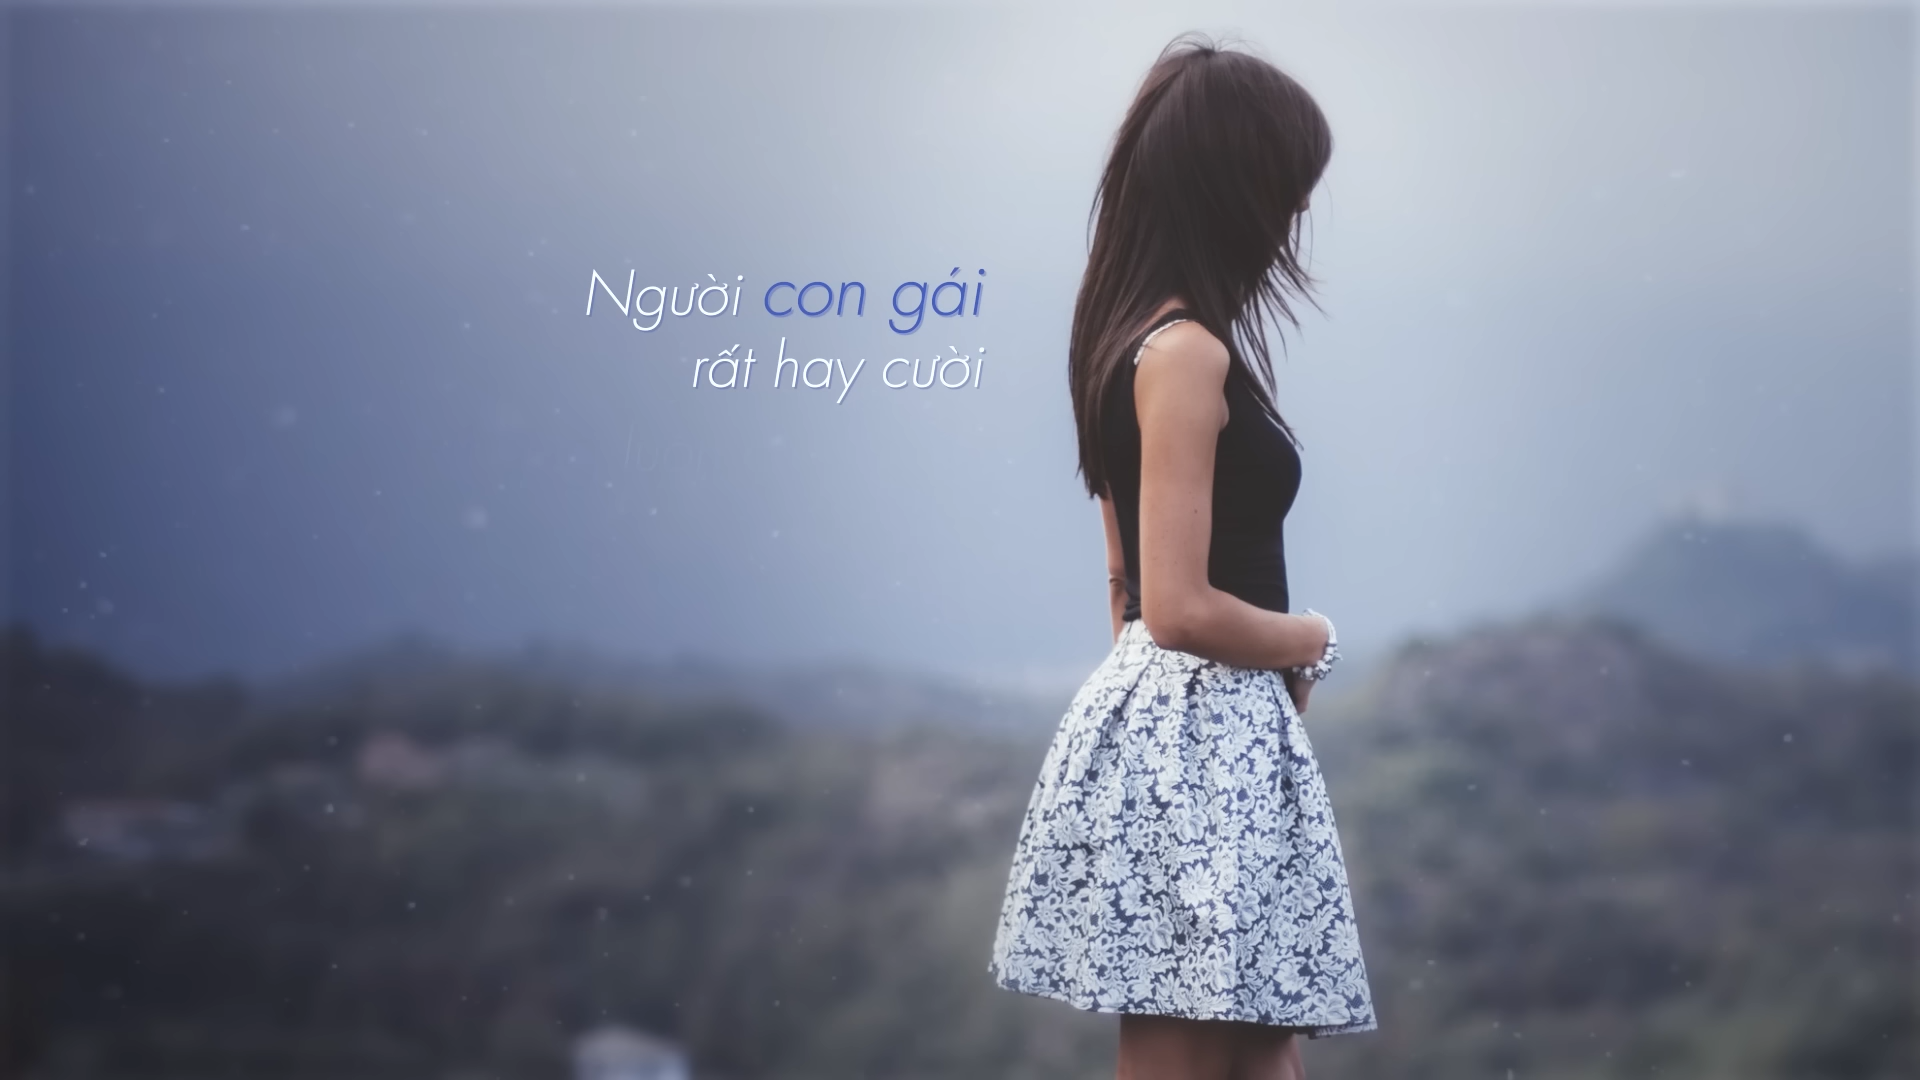 Người con gái
rất hay cười